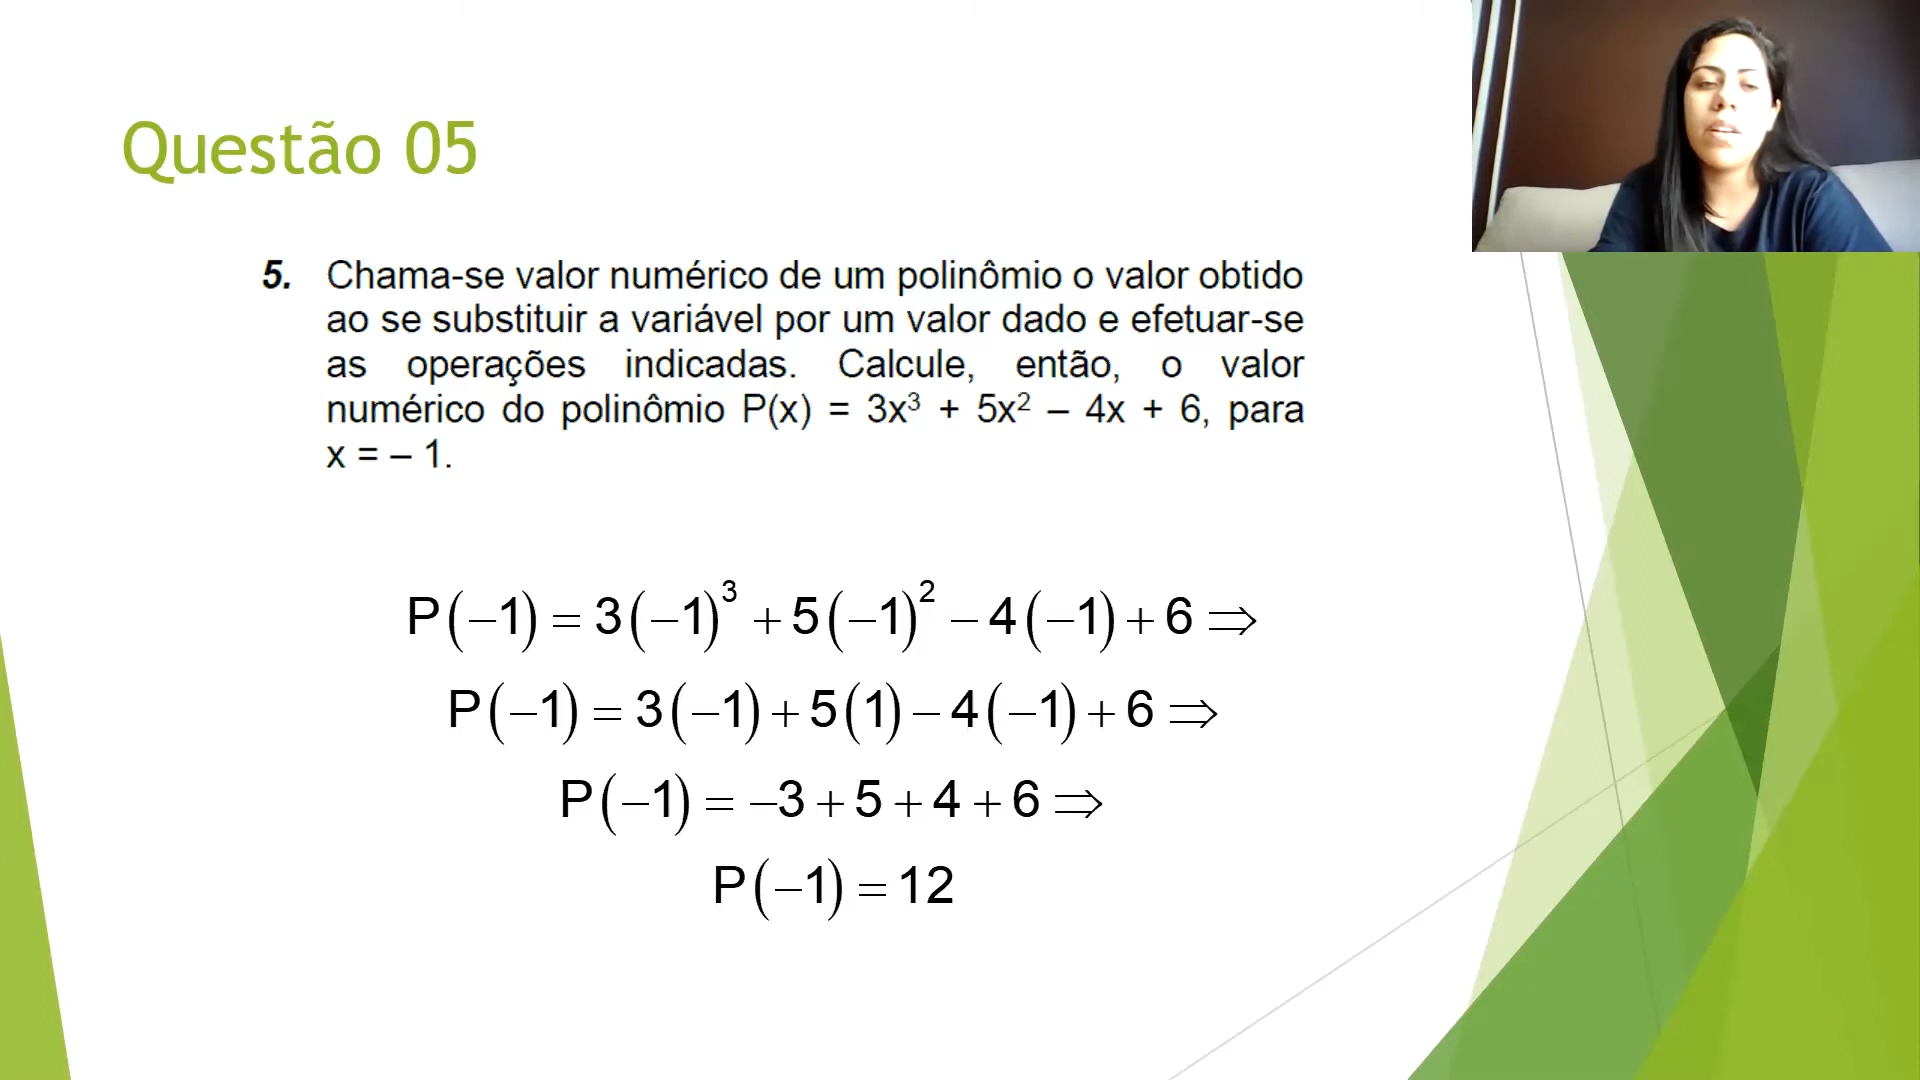 Questão 05
5. Chama-se valor numérico de um polinômio o valor obtido
ao se substituir a variável por um valor dado e efetuar-se
as operações indicadas. Calcule, então, o valor
numérico do polinômio P(x) = 3x³ + 5x² – 4x + 6, para
x = – 1.
P(−1) = 3(−1)³ + 5(−1)² − 4(−1) + 6 ⇒
P(−1) = 3(−1) + 5(1) − 4(−1) + 6 ⇒
P(−1) = −3 + 5 + 4 + 6 ⇒
P(−1) = 12